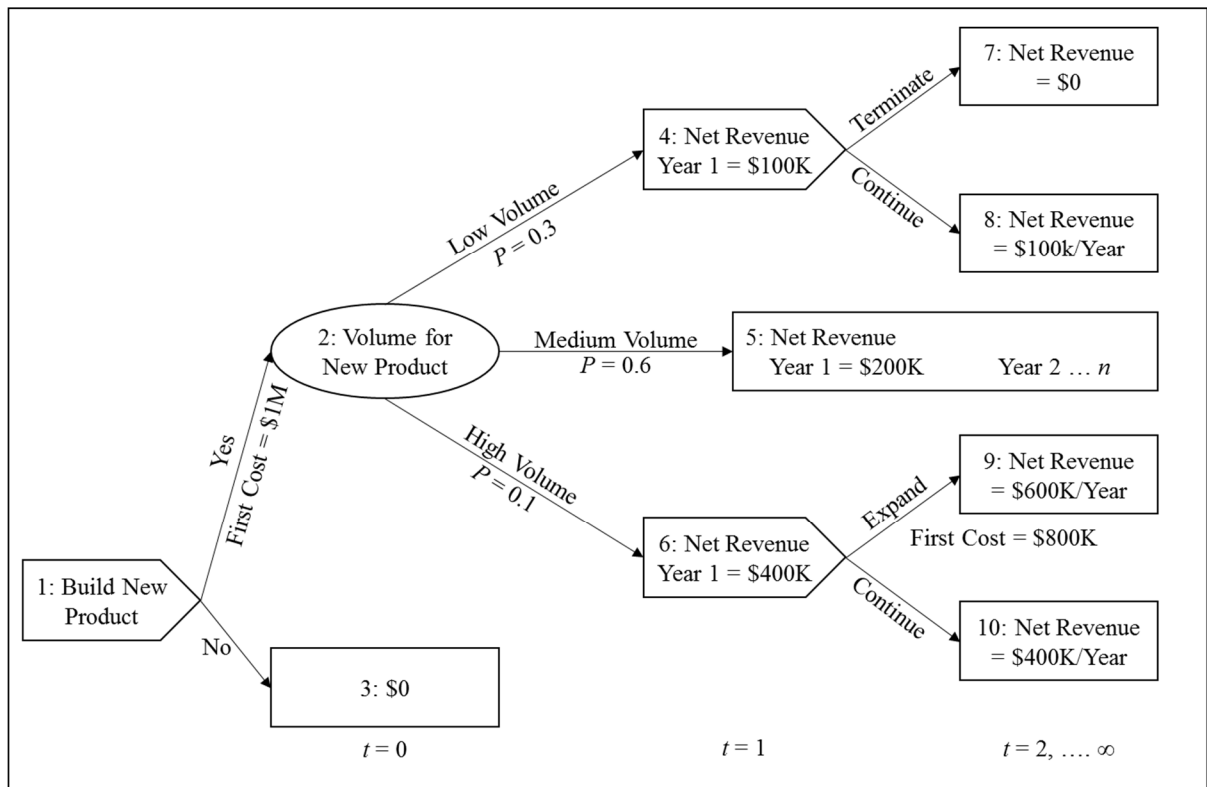 7: Net Revenue
= $0
Terminate
4: Net Revenue
Year 1 = $100K
Continue
8: Net Revenue
= $100k/Year
Low Volume
P = 0.3
2: Volume for
New Product
Medium Volume
P = 0.6
5: Net Revenue
Year 1 = $200K Year 2 … n
Yes
First Cost = $1M
High Volume
P = 0.1
9: Net Revenue
= $600K/Year
Expand
First Cost = $800K
6: Net Revenue
Year 1 = $400K
Continue
10: Net Revenue
= $400K/Year
1: Build New
Product
No
3: $0
t = 0 t = 1 t = 2, …. ∞